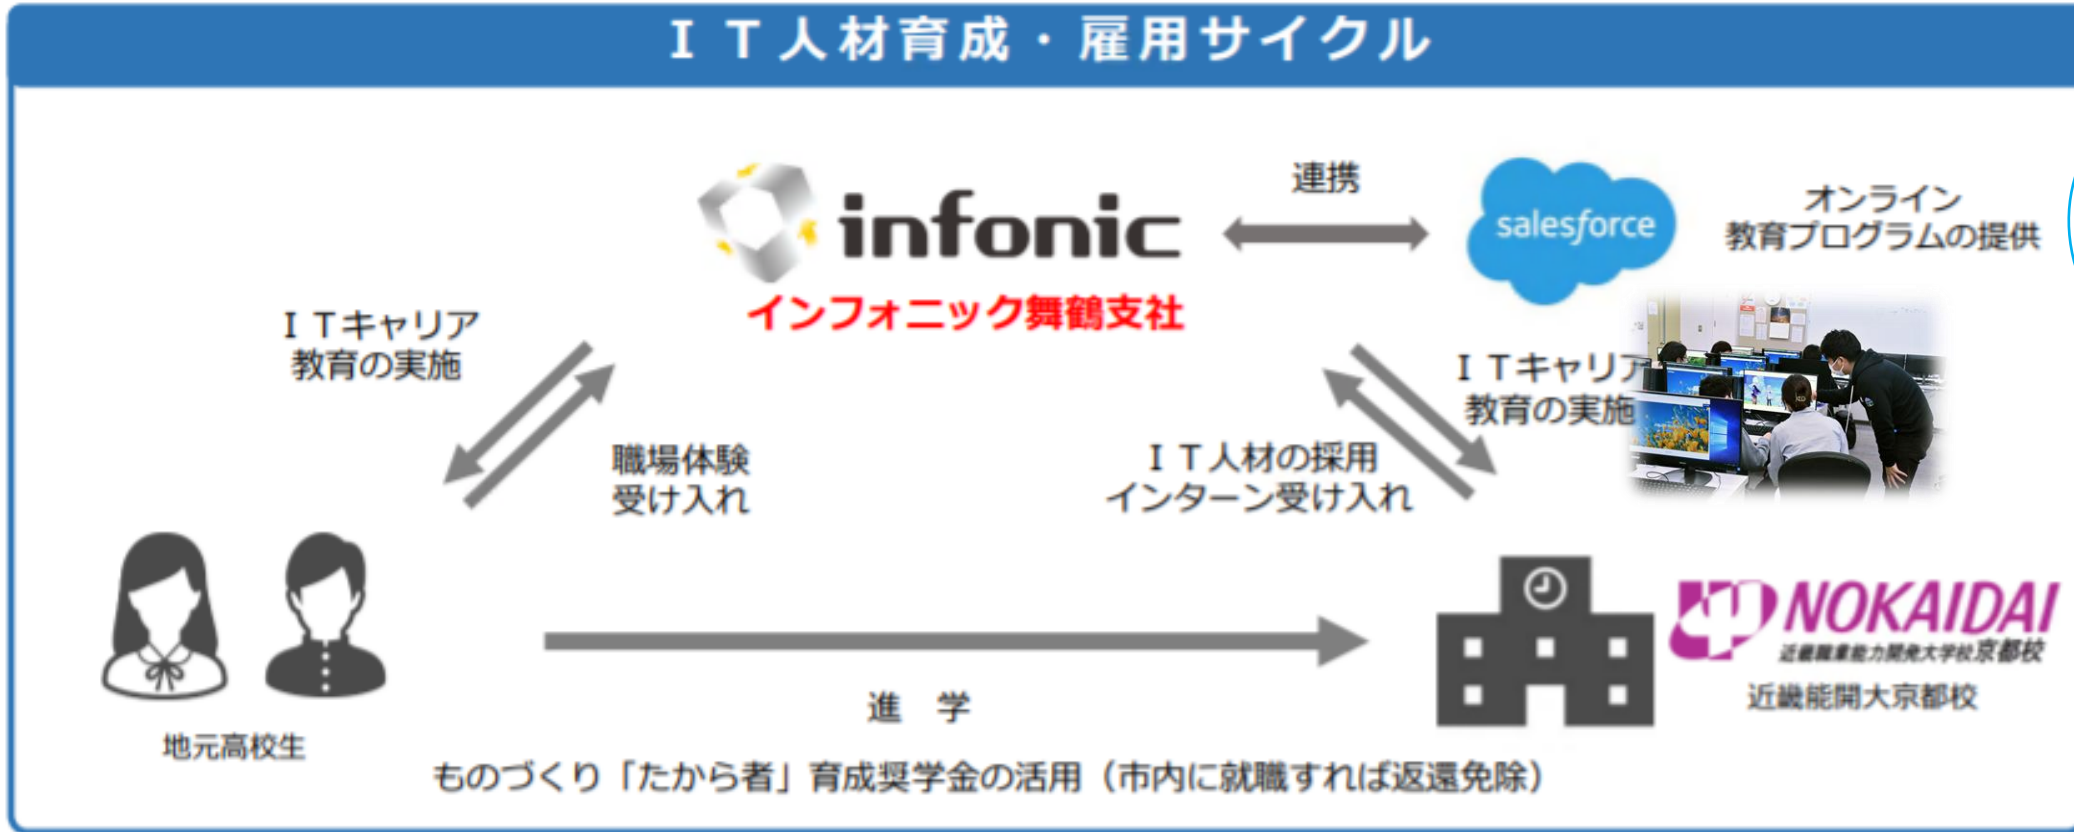 ＩＴ人材育成・雇用サイクル
infonic
インフォニック舞鶴支社
連携
salesforce
オンライン
教育プログラムの提供
ＩＴキャリア
教育の実施
職場体験
受け入れ
ＩＴキャリア
教育の実施
ＩＴ人材の採用
インターン受け入れ
地元高校生
進　学
ものづくり「たから者」育成奨学金の活用（市内に就職すれば返還免除）
NOKAIDAI
近畿職業能力開発大学校京都校
近畿能開大京都校